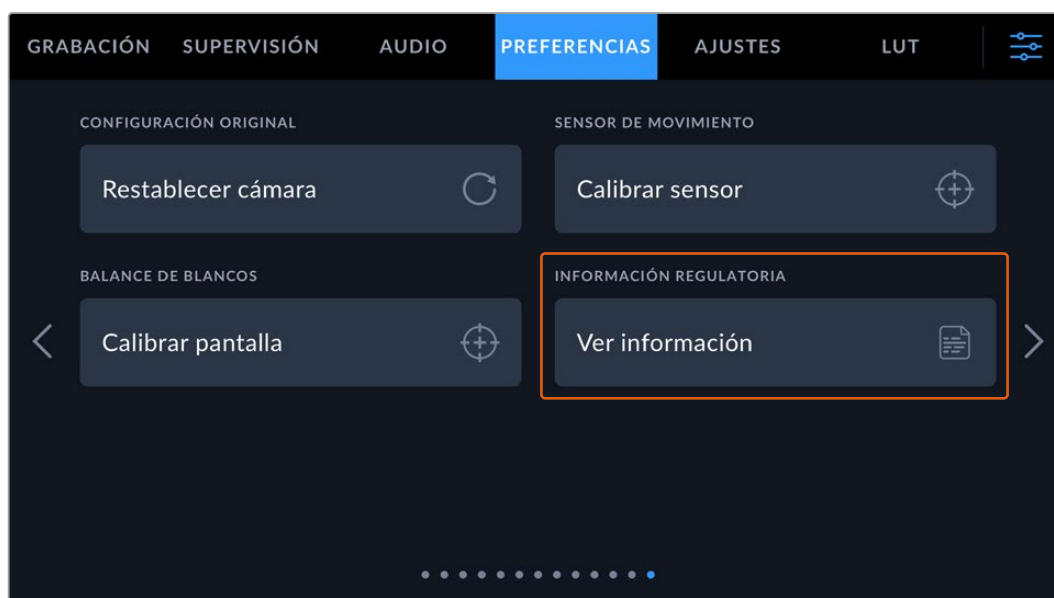 GRABACIÓN SUPERVISIÓN AUDIO PREFERENCIAS AJUSTES LUT
CONFIGURACIÓN ORIGINAL SENSOR DE MOVIMIENTO
Restablecer cámara Calibrar sensor
BALANCE DE BLANCOS INFORMACIÓN REGULATORIA
Calibrar pantalla Ver información